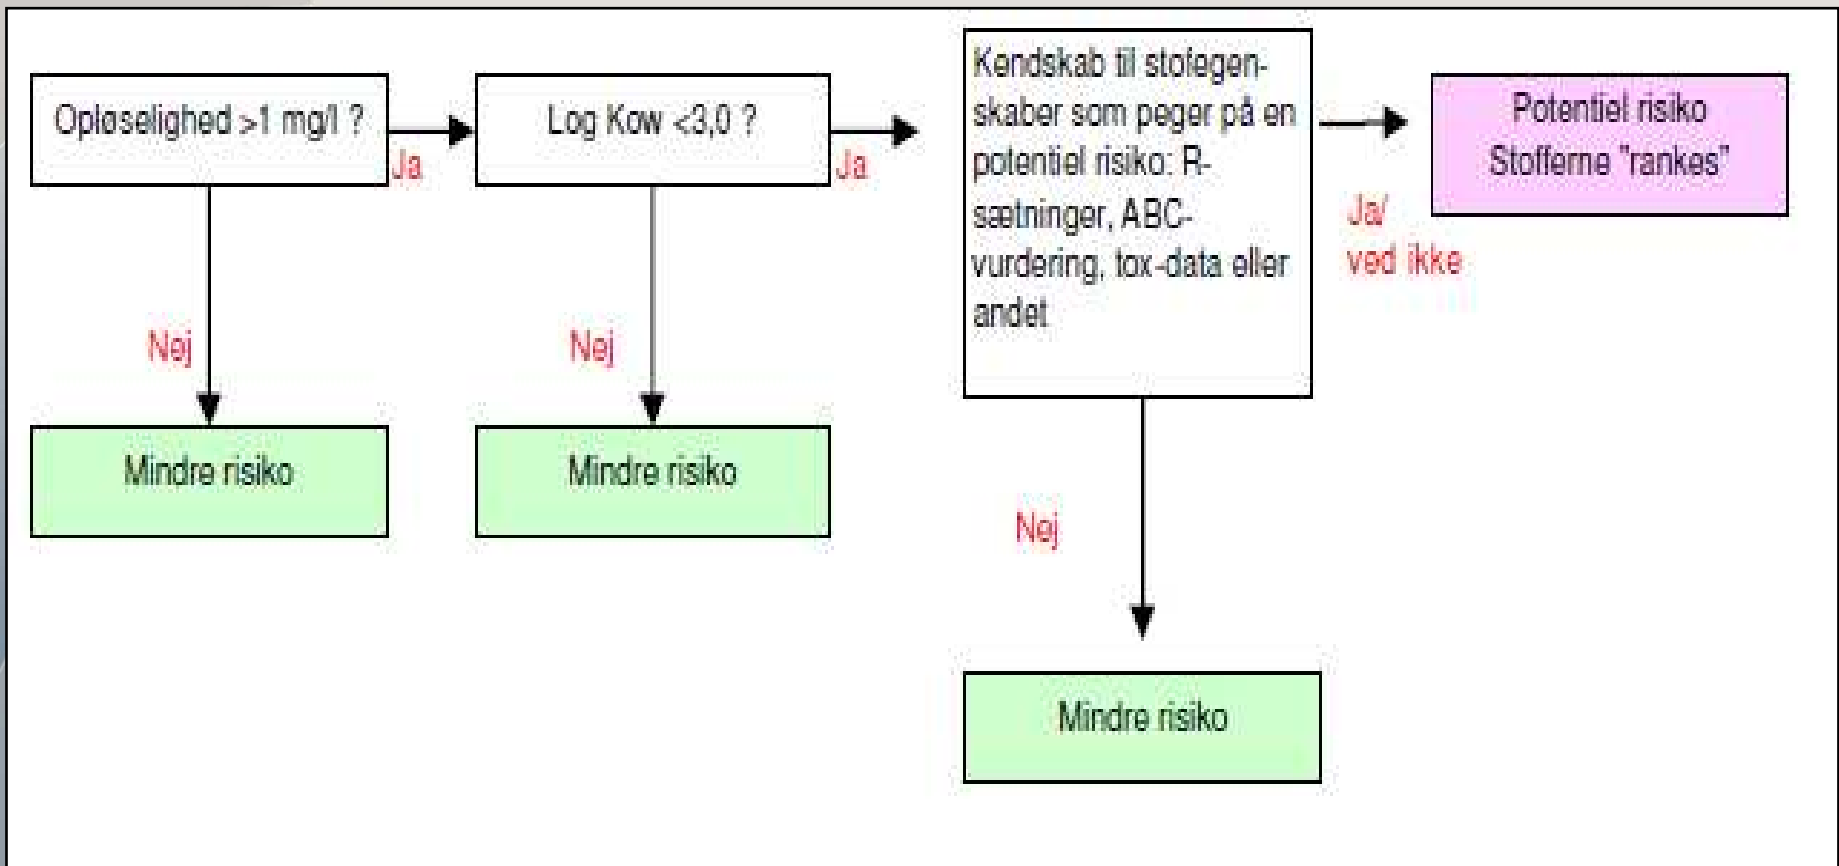 Opløselighed >1 mg/l ?
Ja
Log Kow <3,0 ?
Ja
Kendskab til stofegen-
skaber som peger på en
potentiel risiko: R-
sætninger, ABC-
vurdering, tox-data eller
andet
Ja/
ved ikke
Potentiel risiko
Stofferne "rankes"
Nej
Nej
Mindre risiko
Mindre risiko
Nej
Mindre risiko